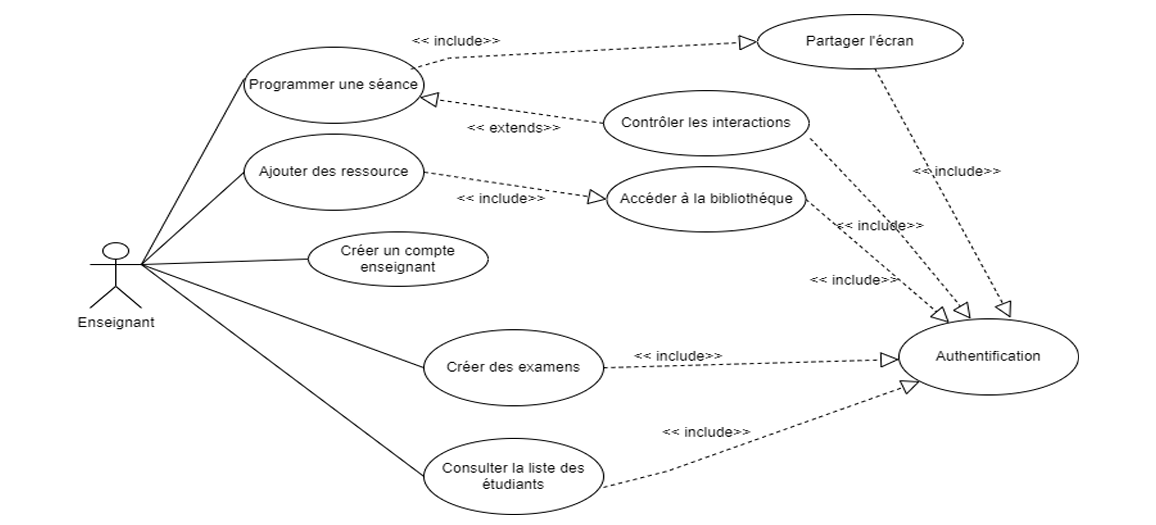 << include>>
Partager l'écran
Programmer une séance
Contrôler les interactions
<< extends>>
Ajouter des ressource
<< include>>
Accéder à la bibliothéque
<< include>>
<< include>>
Créer un compte
enseignant
<< include>>
Enseignant
Créer des examens
<< include>>
Authentification
<< include>>
Consulter la liste des
étudiants